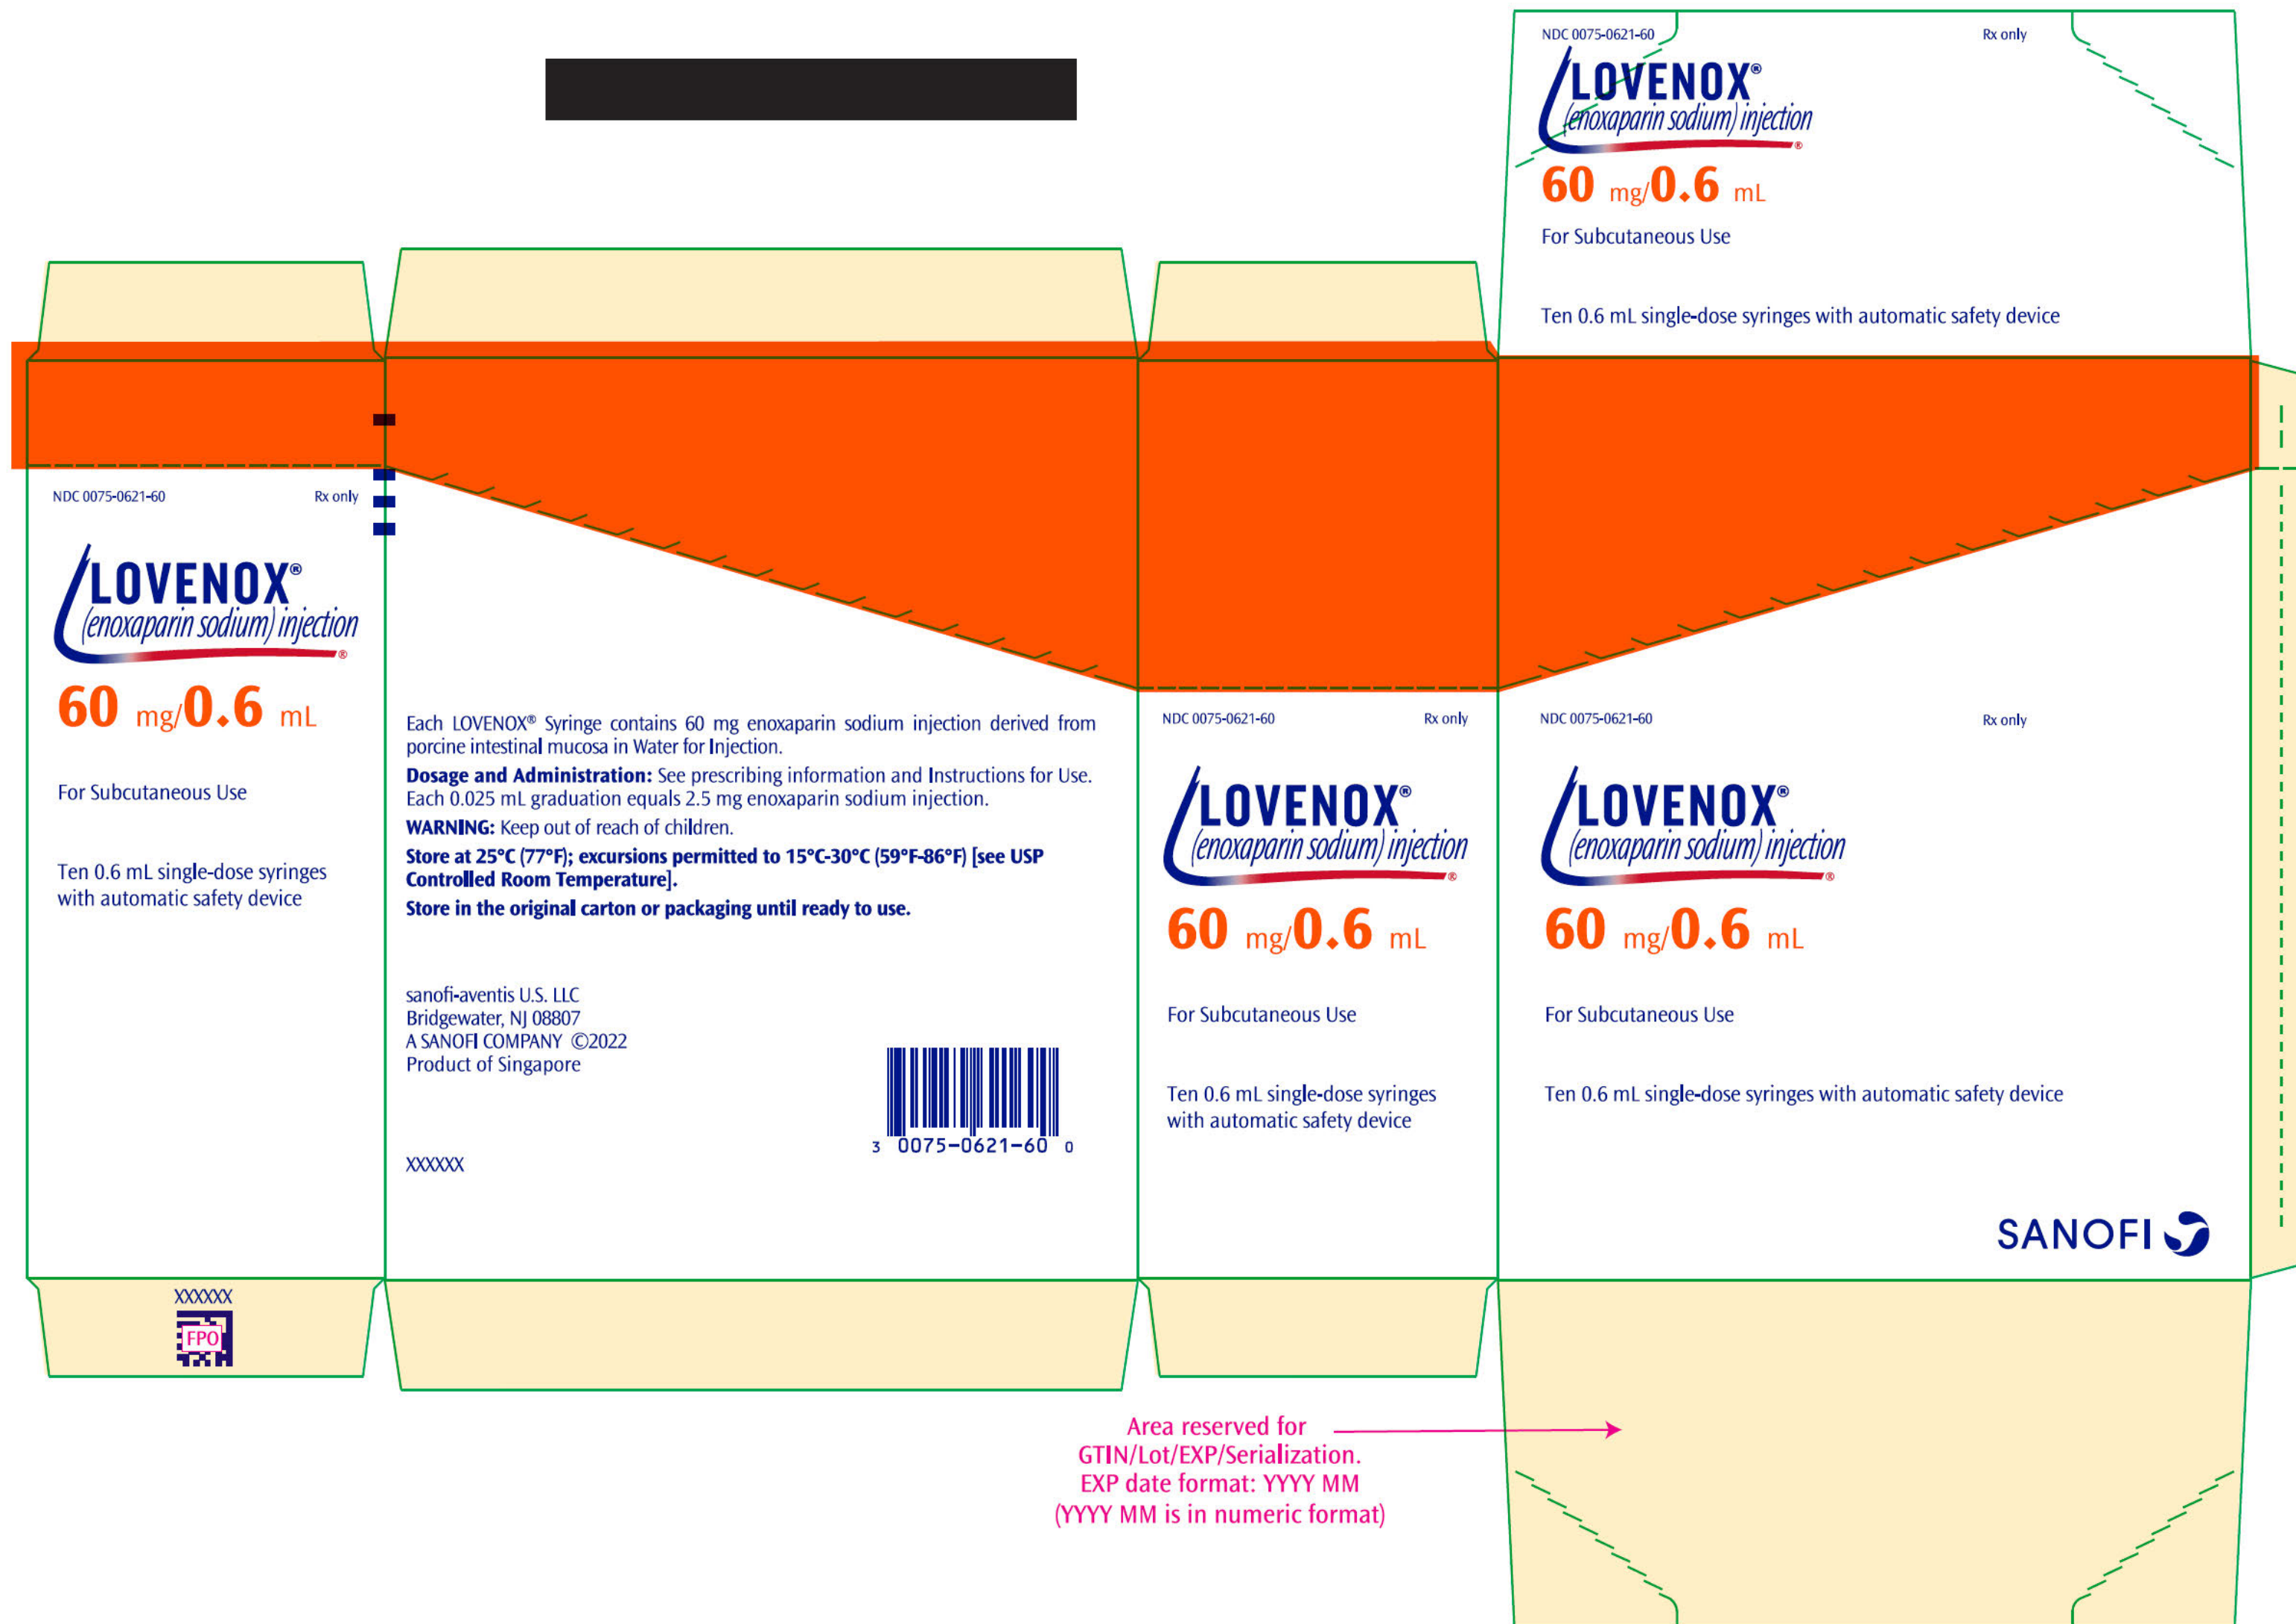 NDC 0075-0621-60 Rx only
LOVENOX®
(enoxaparin sodium) injection
®
60 mg/0.6 mL
For Subcutaneous Use
Ten 0.6 mL single-dose syringes with automatic safety device
NDC 0075-0621-60 Rx only
LOVENOX®
(enoxaparin sodium) injection
®
60 mg/0.6 mL
For Subcutaneous Use
Ten 0.6 mL single-dose syringes
with automatic safety device
XXXXXX
FPO
Each LOVENOX® Syringe contains 60 mg enoxaparin sodium injection derived from
porcine intestinal mucosa in Water for Injection.
Dosage and Administration: See prescribing information and Instructions for Use.
Each 0.025 mL graduation equals 2.5 mg enoxaparin sodium injection.
WARNING: Keep out of reach of children.
Store at 25°C (77°F); excursions permitted to 15°C-30°C (59°F-86°F) [see USP
Controlled Room Temperature].
Store in the original carton or packaging until ready to use.
sanofi-aventis U.S. LLC
Bridgewater, NJ 08807
A SANOFI COMPANY ©2022
Product of Singapore
3 0075-0621-60 0
XXXXXX
NDC 0075-0621-60 Rx only
LOVENOX®
(enoxaparin sodium) injection
®
60 mg/0.6 mL
For Subcutaneous Use
Ten 0.6 mL single-dose syringes
with automatic safety device
NDC 0075-0621-60 Rx only
LOVENOX®
(enoxaparin sodium) injection
®
60 mg/0.6 mL
For Subcutaneous Use
Ten 0.6 mL single-dose syringes with automatic safety device
SANOFI
Area reserved for
GTIN/Lot/EXP/Serialization.
EXP date format: YYYY MM
(YYYY MM is in numeric format)